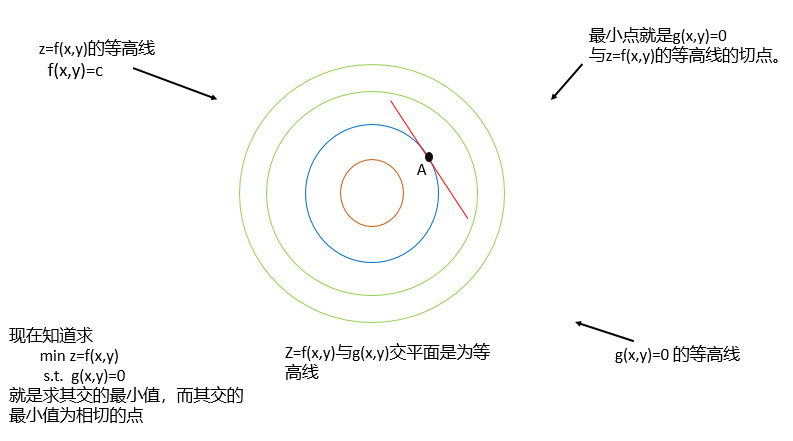 z=f(x,y)的等高线
f(x,y)=c
最小点就是g(x,y)=0
与z=f(x,y)的等高线的切点。
A
现在知道求
min z=f(x,y)
s.t. g(x,y)=0
就是求其交的最小值，而其交的
最小值为相切的点
Z=f(x,y)与g(x,y)交平面是为等
高线
g(x,y)=0 的等高线